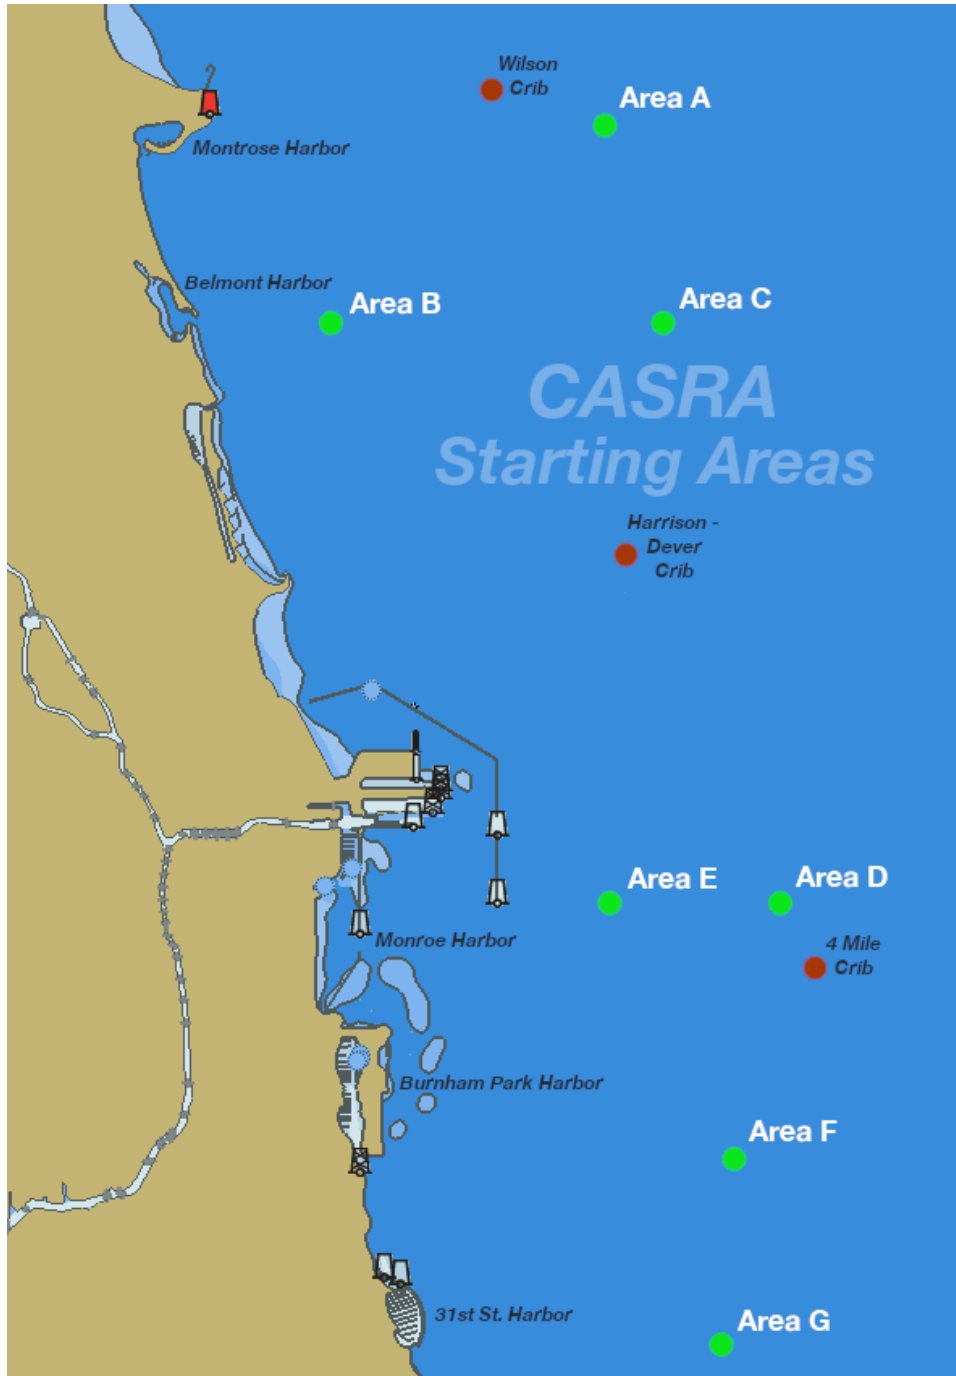 Wilson
Crib
Area A
Montrose Harbor
Belmont Harbor
Area B
Area C
CASRA
Starting Areas
Harrison -
Dever
Crib
Area E
Area D
Monroe Harbor
4 Mile
Crib
Burnham Park Harbor
Area F
31st St. Harbor
Area G